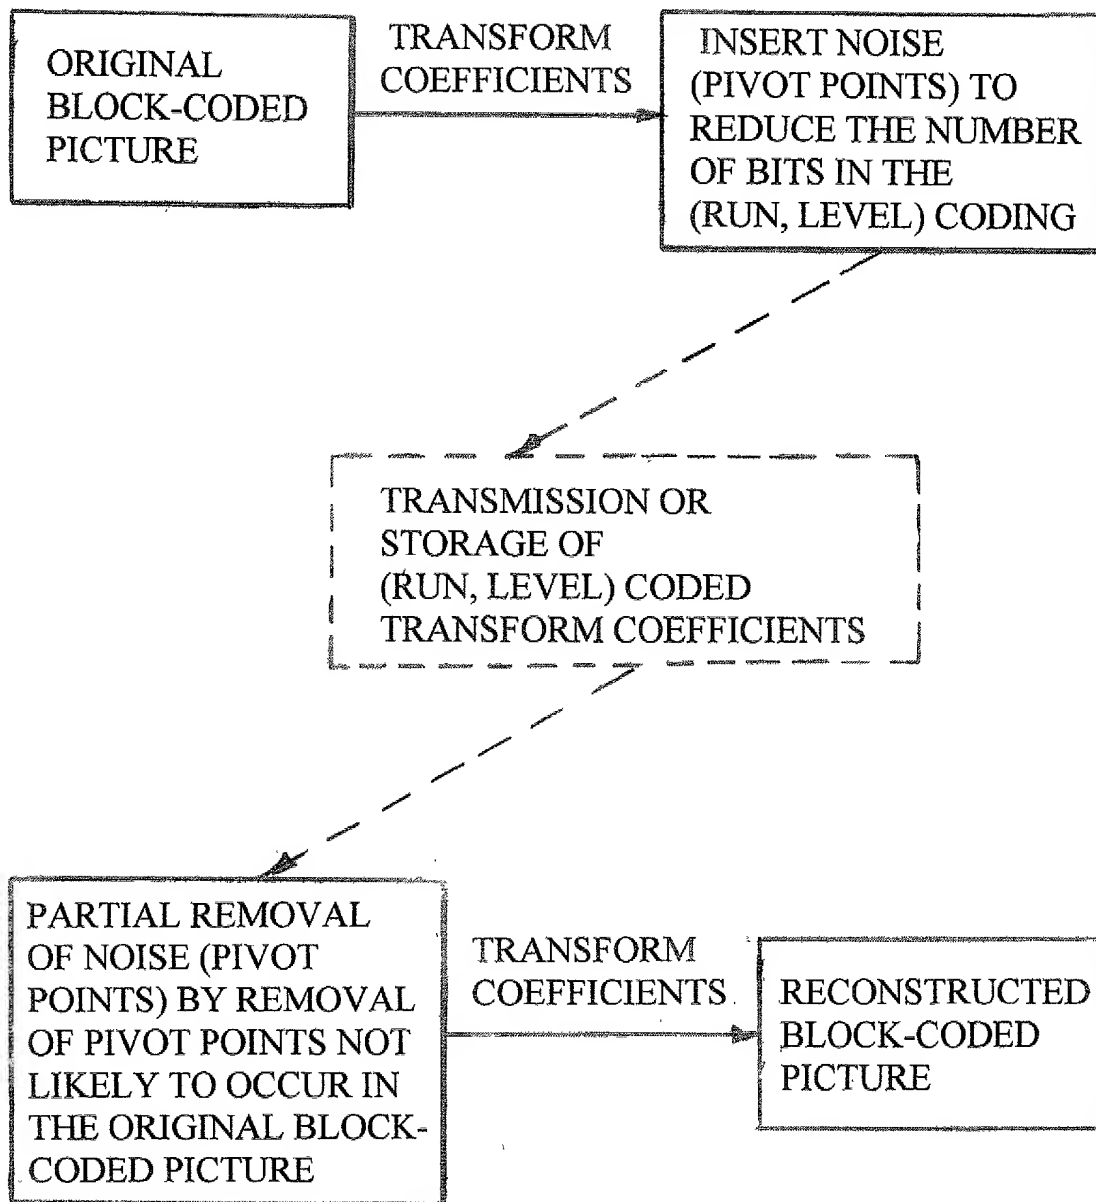 ORIGINAL
BLOCK-CODED
PICTURE
TRANSFORM
COEFFICIENTS
INSERT NOISE
(PIVOT POINTS) TO
REDUCE THE NUMBER
OF BITS IN THE
(RUN, LEVEL) CODING
TRANSMISSION OR
STORAGE OF
(RUN, LEVEL) CODED
TRANSFORM COEFFICIENTS
PARTIAL REMOVAL
OF NOISE (PIVOT
POINTS) BY REMOVAL
OF PIVOT POINTS NOT
LIKELY TO OCCUR IN
THE ORIGINAL BLOCK-
CODED PICTURE
TRANSFORM
COEFFICIENTS
RECONSTRUCTED
BLOCK-CODED
PICTURE